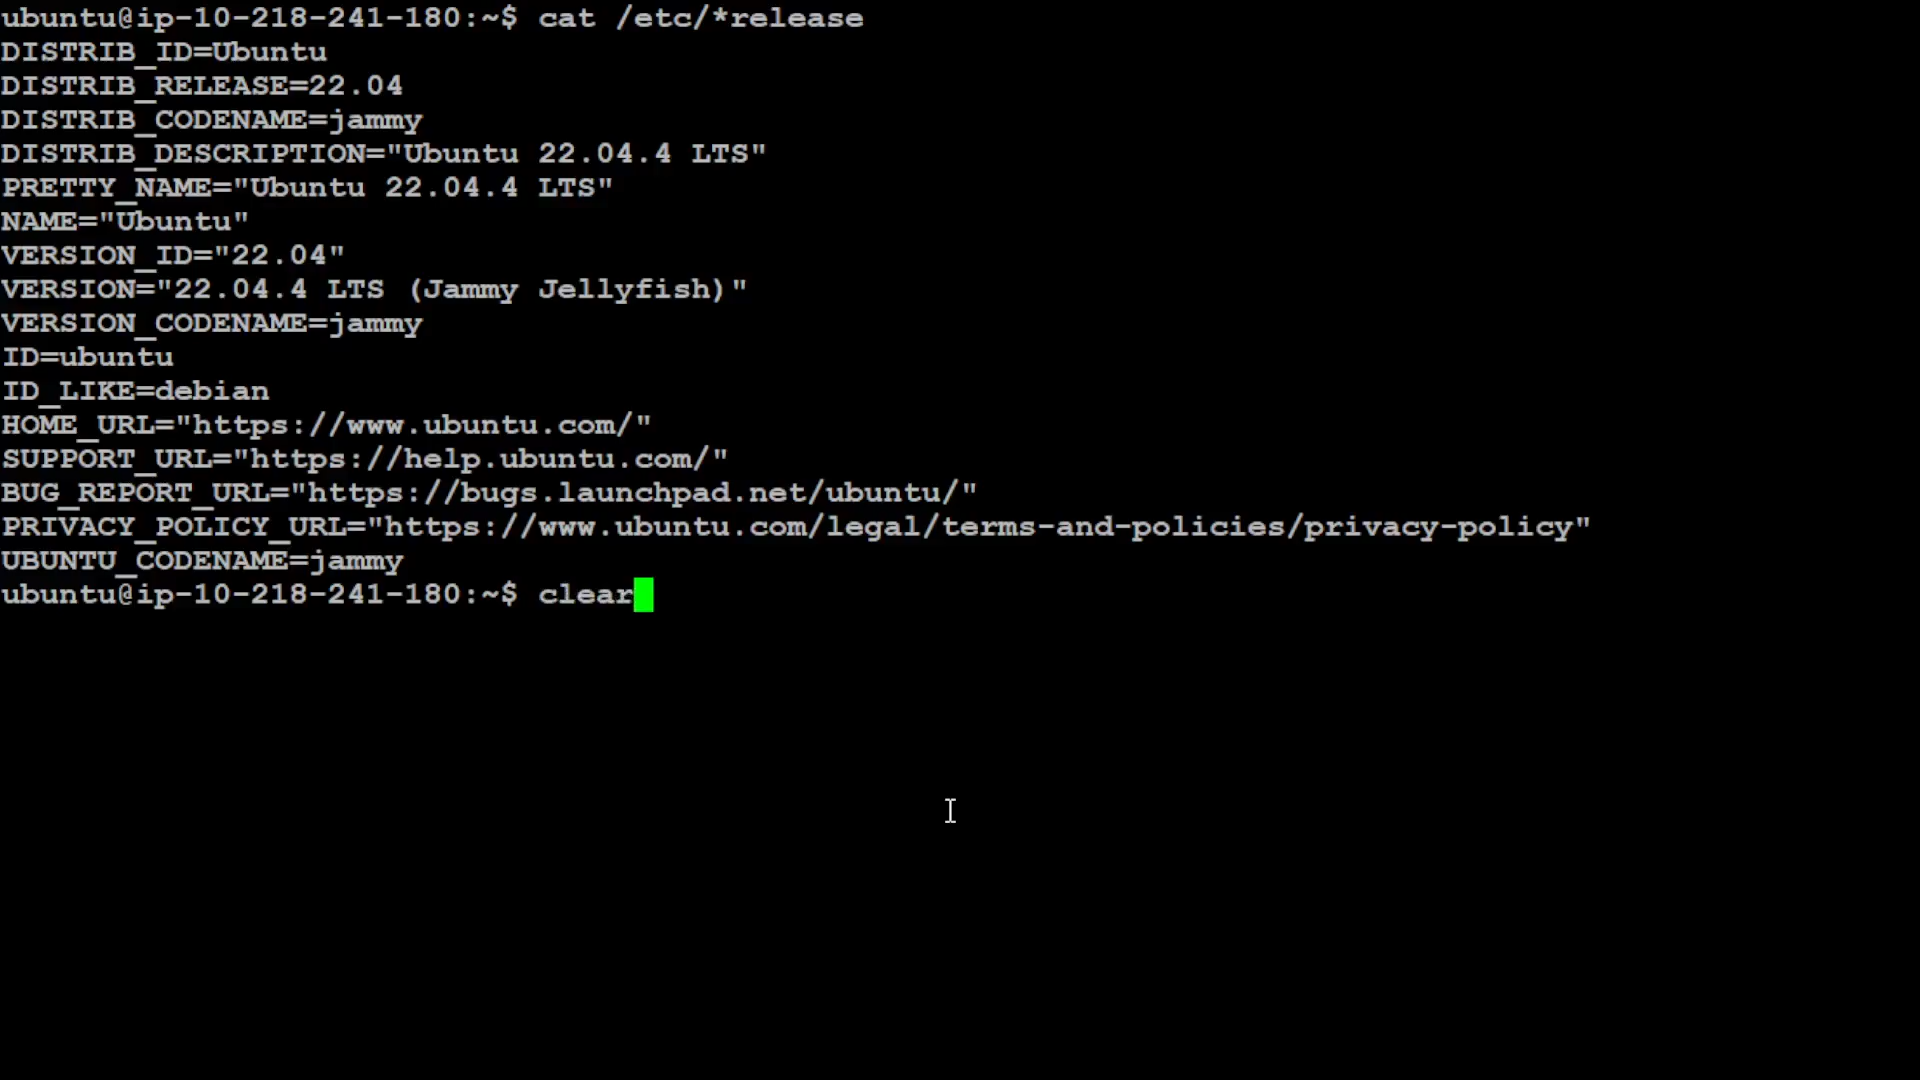 ubuntu@ip-10-218-241-180:~$ cat /etc/*release
DISTRIB_ID=Ubuntu
DISTRIB_RELEASE=22.04
DISTRIB_CODENAME=jammy
DISTRIB_DESCRIPTION="Ubuntu 22.04.4 LTS"
PRETTY_NAME="Ubuntu 22.04.4 LTS"
NAME="Ubuntu"
VERSION_ID="22.04"
VERSION="22.04.4 LTS (Jammy Jellyfish)"
VERSION_CODENAME=jammy
ID=ubuntu
ID_LIKE=debian
HOME_URL="https://www.ubuntu.com/"
SUPPORT_URL="https://help.ubuntu.com/"
BUG_REPORT_URL="https://bugs.launchpad.net/ubuntu/"
PRIVACY_POLICY_URL="https://www.ubuntu.com/legal/terms-and-policies/privacy-policy"
UBUNTU_CODENAME=jammy
ubuntu@ip-10-218-241-180:~$ clear